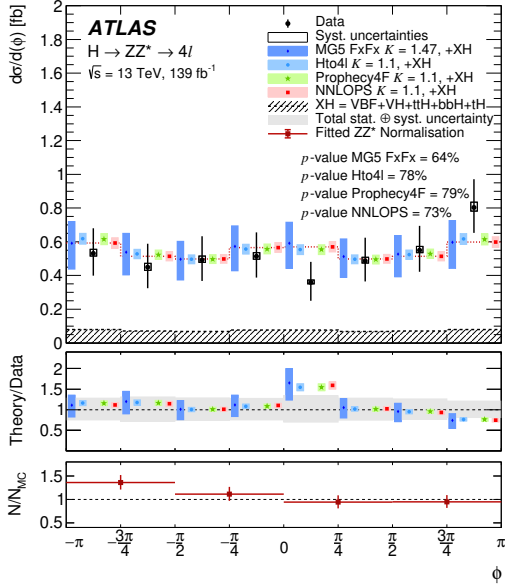 dσ/d(ϕ) [fb]
2
1.8
1.6
1.4
1.2
1
0.8
0.6
0.4
0.2
0
ATLAS
H → ZZ* → 4l
√s = 13 TeV, 139 fb⁻¹
Data
Syst. uncertainties
MG5 FxFx K = 1.47, +XH
Hto4l K = 1.1, +XH
Prophecy4F K = 1.1, +XH
NNLOPS K = 1.1, +XH
XH = VBF+VH+ttH+bbH+tH
Total stat. ⊕ syst. uncertainty
Fitted ZZ* Normalisation
p-value MG5 FxFx = 64%
p-value Hto4l = 78%
p-value Prophecy4F = 79%
p-value NNLOPS = 73%
Theory/Data
2
1.5
1
0.5
N/N_MC
1.5
1
0.5
−π −3π/4 −π/2 −π/4 0 π/4 π/2 3π/4 π
ϕ